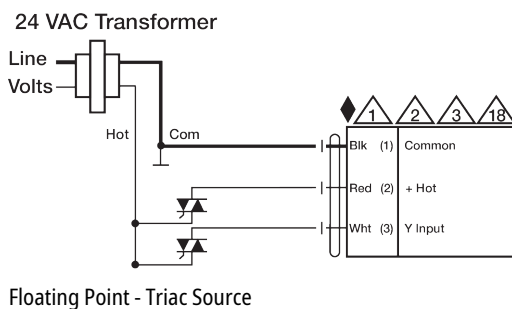 24 VAC Transformer
Line
Volts
Hot
Com
1 2 3 18
Blk (1) Common
Red (2) + Hot
Wht (3) Y Input
Floating Point - Triac Source